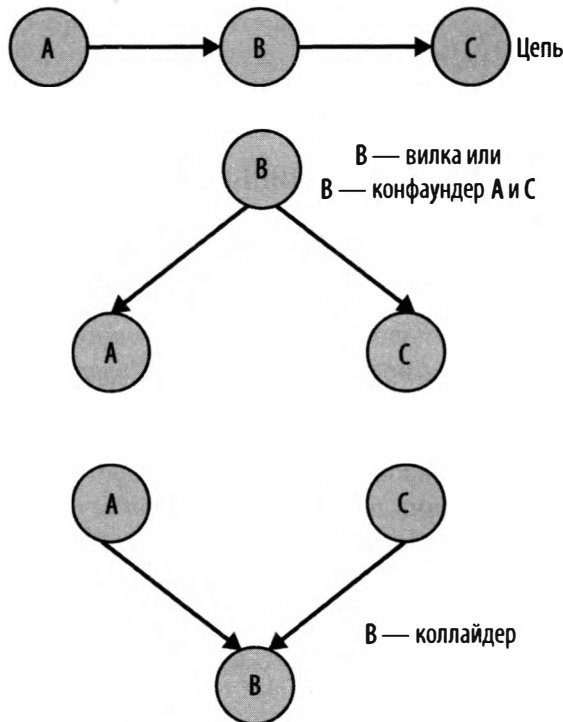 A B C Цепь
B
B — вилка или
B — конфаундер A и C
A C
A C
B — коллайдер
B